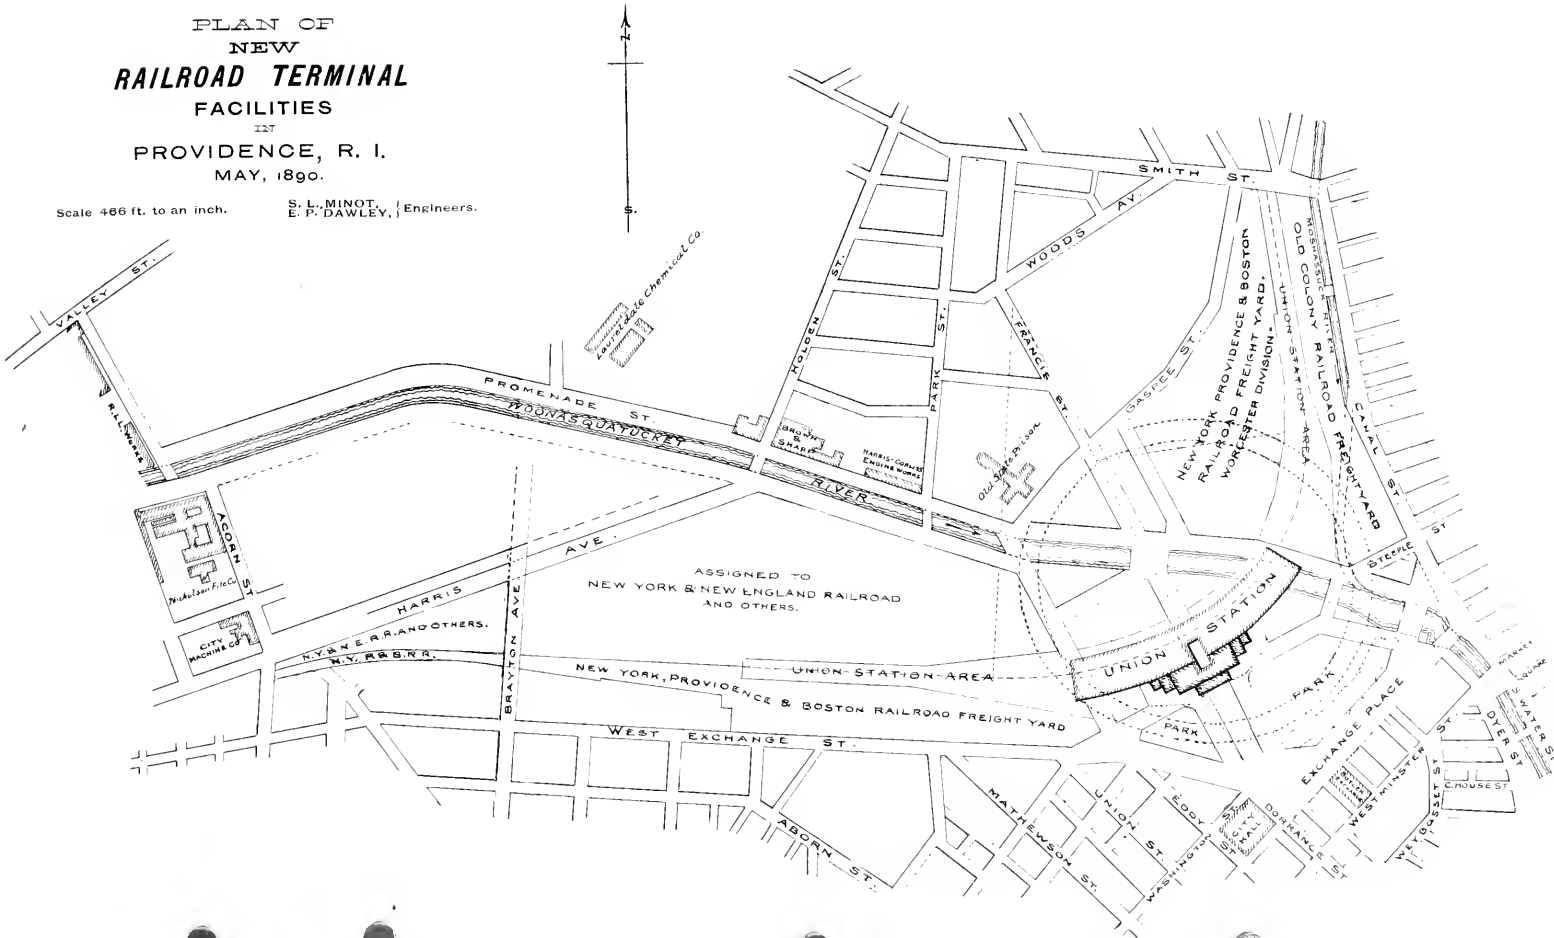 PLAN OF
NEW
RAILROAD TERMINAL
FACILITIES
IN
PROVIDENCE, R. I.
MAY, 1890.
Scale 466 ft. to an inch.
S. L. MINOT,
E. P. DAWLEY, } Engineers.
N
S.
VALLEY ST.
R.I.L. WORKS
Laureldale Chemical Co.
PROMENADE ST.
WOONASQUATUCKET
RIVER
HOLDEN ST.
PARK ST.
SMITH ST.
WOODS AV.
FRANCIS ST.
GASPEE ST.
BROWN
&
SHARP
HARRIS-CORLISS
ENGINE WORKS
Old State Prison
NEW YORK PROVIDENCE & BOSTON
RAILROAD FREIGHT YARD.
WORCESTER DIVISION.
UNION STATION AREA
OLD COLONY RAILROAD FREIGHT YARD
MOSHASSUCK RIVER
CANAL ST.
STEEPLE ST
ACORN ST
Nicholson File Co
CITY
MACHINE CO
HARRIS AVE.
BRAYTON AVE.
ASSIGNED TO
NEW YORK & NEW ENGLAND RAILROAD
AND OTHERS.
N.Y. & N.E. R.R. AND OTHERS.
N.Y. P. & B. R.R.
NEW YORK, PROVIDENCE & BOSTON RAILROAD FREIGHT YARD
UNION STATION AREA
UNION STATION
PARK
PARK
WEST EXCHANGE ST.
EXCHANGE PLACE
MARKET
SQUARE
S. WATER ST.
DYER ST
C. HOUSE ST
WEYBOSSET ST
WESTMINSTER ST.
BUTLER
DORRANCE ST
CITY
HALL
WASHINGTON ST
EDDY ST
UNION ST.
MATHEWSON ST.
ABORN ST.